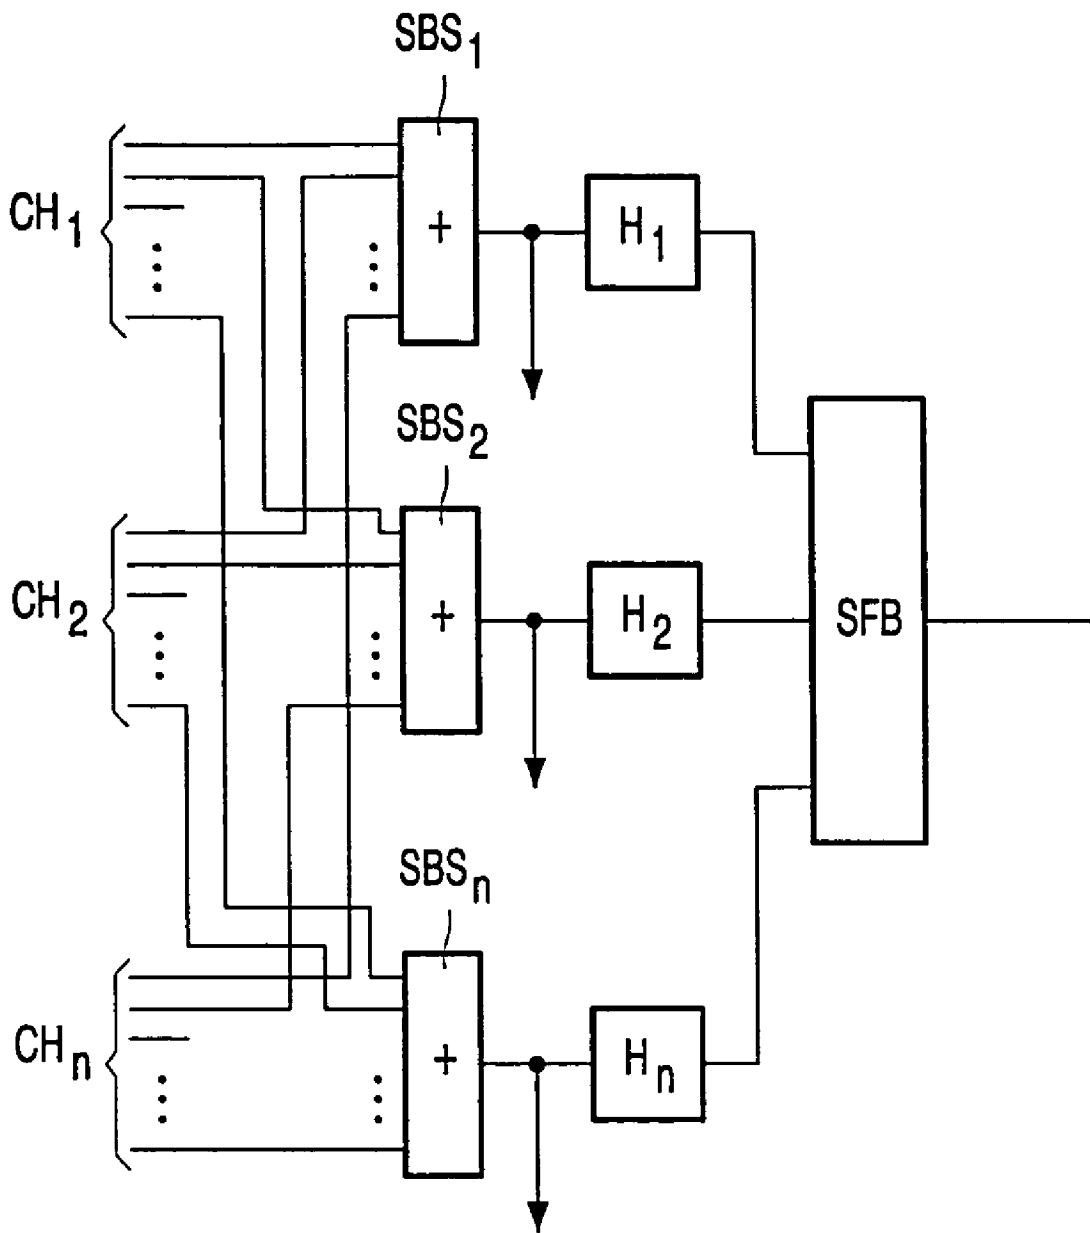 SBS₁
CH₁
+
H₁
SBS₂
CH₂
+
H₂
SFB
SBSₙ
CHₙ
+
Hₙ